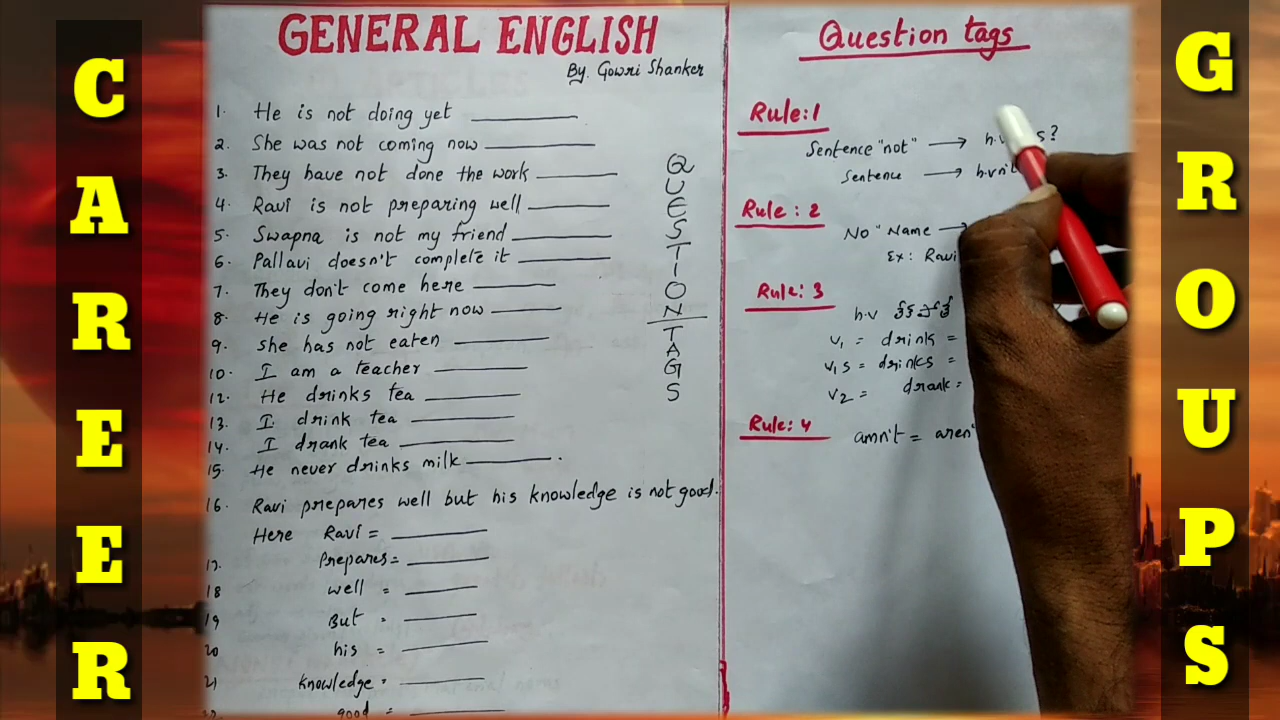 CAREER
GENERAL ENGLISH
By. Gowri Shanker
1. He is not doing yet
2. She was not coming now
3. They have not done the work
4. Ravi is not preparing well
5. Swapna is not my friend
6. Pallavi doesn't complete it
7. They don't come here
8. He is going right now
9. She has not eaten
10. I am a teacher
12. He drinks tea
13. I drink tea
14. I drank tea
15. He never drinks milk .
16. Ravi prepares well but his knowledge is not good.
Here Ravi =
17. Prepares =
18 well =
19 But =
20 his =
21 knowledge =
good =
QUESTION TAGS
Question tags
Rule:1
Sentence "not" → s?
Sentence → h.vn't
Rule : 2
NO" Name →
Ex: Ravi
Rule: 3
h.v
V1 = drink =
V1s = drinks =
V2 = drank =
Rule: 4
amn't = aren't
GROUPS